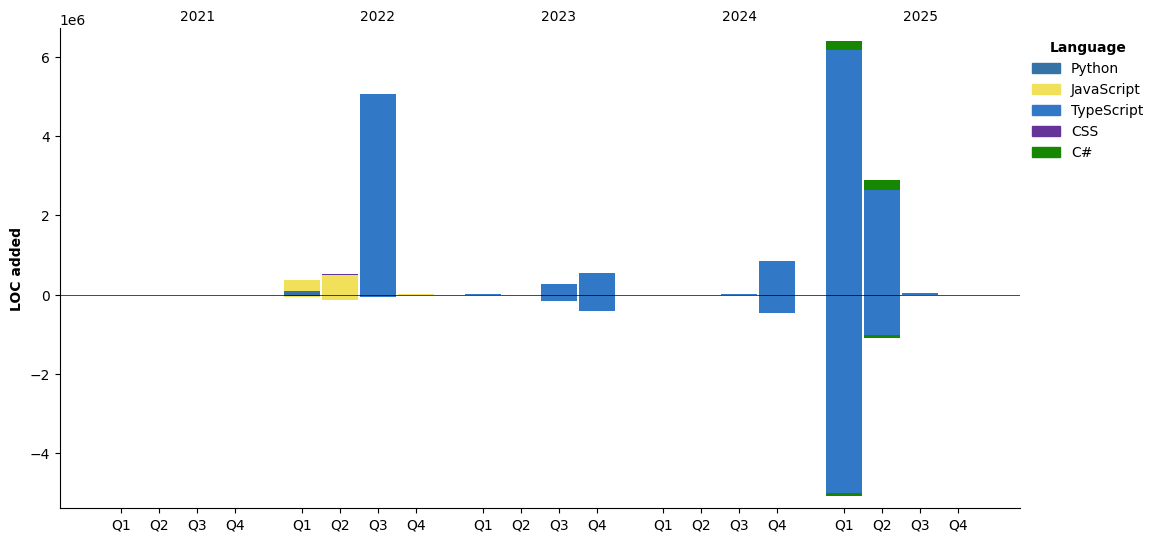 2021 2022 2023 2024 2025
1e6
Language
Python
JavaScript
TypeScript
CSS
C#
6
4
2
0
−2
−4
LOC added
Q1 Q2 Q3 Q4 Q1 Q2 Q3 Q4 Q1 Q2 Q3 Q4 Q1 Q2 Q3 Q4 Q1 Q2 Q3 Q4